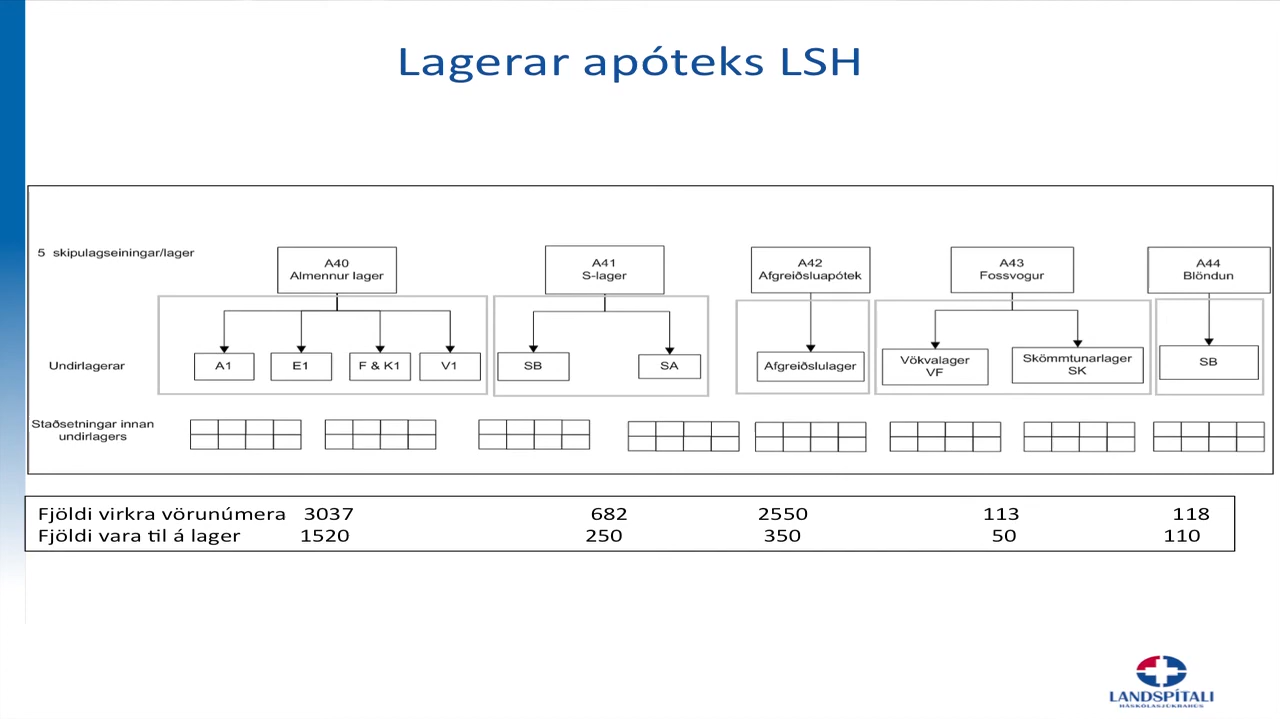 Lagerar apóteks LSH
5 skipulagseiningar/lager
A40
Almennur lager
A41
S-lager
A42
Afgreiðsluapótek
A43
Fossvogur
A44
Blöndun
Undirlagerar
A1
E1
F & K1
V1
SB
SA
Afgreiðslulager
Vökvalager
VF
Skömmtunarlager
SK
SB
Staðsetningar innan
undirlagers
Fjöldi virkra vörunúmera 3037 682 2550 113 118
Fjöldi vara til á lager 1520 250 350 50 110
LANDSPÍTALI
HÁSKÓLASJÚKRAHÚS